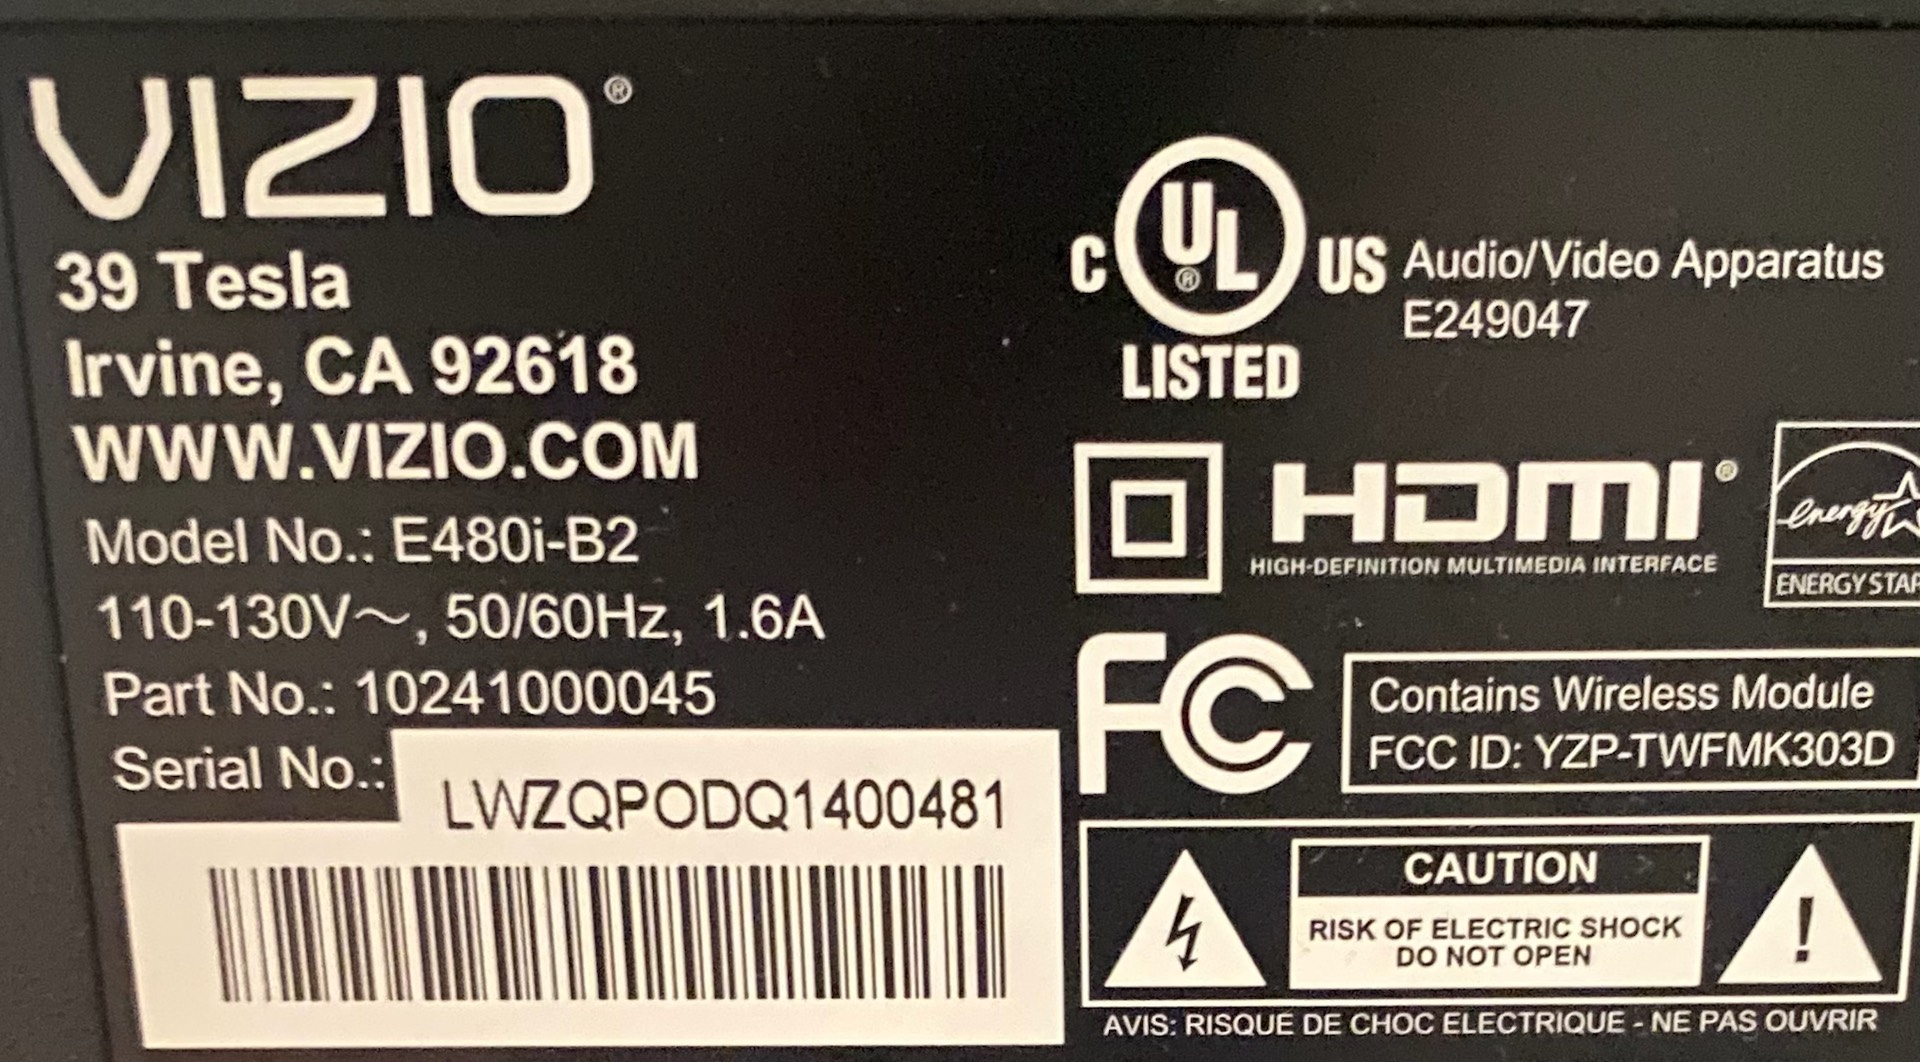 VIZIO®
39 Tesla
Irvine, CA 92618
WWW.VIZIO.COM
Model No.: E480i-B2
110-130V～, 50/60Hz, 1.6A
Part No.: 10241000045
Serial No.:
LWZQPODQ1400481
C UL® US
LISTED
Audio/Video Apparatus
E249047
HDMI®
HIGH-DEFINITION MULTIMEDIA INTERFACE
energy
ENERGY STAR
FC
Contains Wireless Module
FCC ID: YZP-TWFMK303D
CAUTION
RISK OF ELECTRIC SHOCK
DO NOT OPEN
!
AVIS: RISQUE DE CHOC ELECTRIQUE - NE PAS OUVRIR